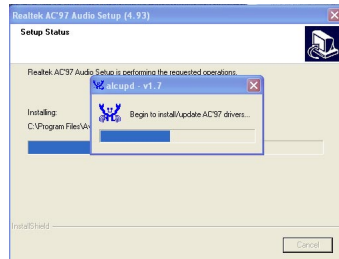 Realtek AC'97 Audio Setup (4.93)
Setup Status
Realtek AC'97 Audio Setup is performing the requested operations.
alcupd - v1.7
Begin to install/update AC'97 drivers...
Installing:
C:\Program Files\Av
InstallShield
Cancel